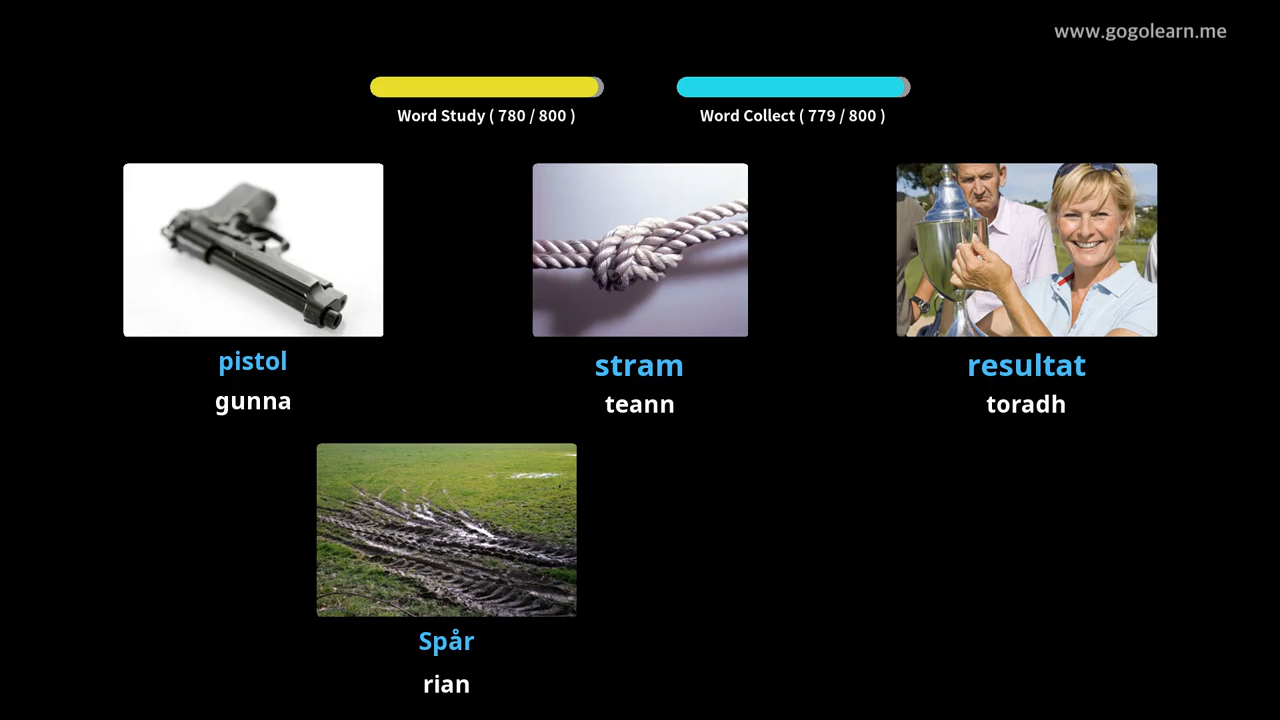 www.gogolearn.me
Word Study ( 780 / 800 )
Word Collect ( 779 / 800 )
pistol
gunna
stram
teann
resultat
toradh
Spår
rian